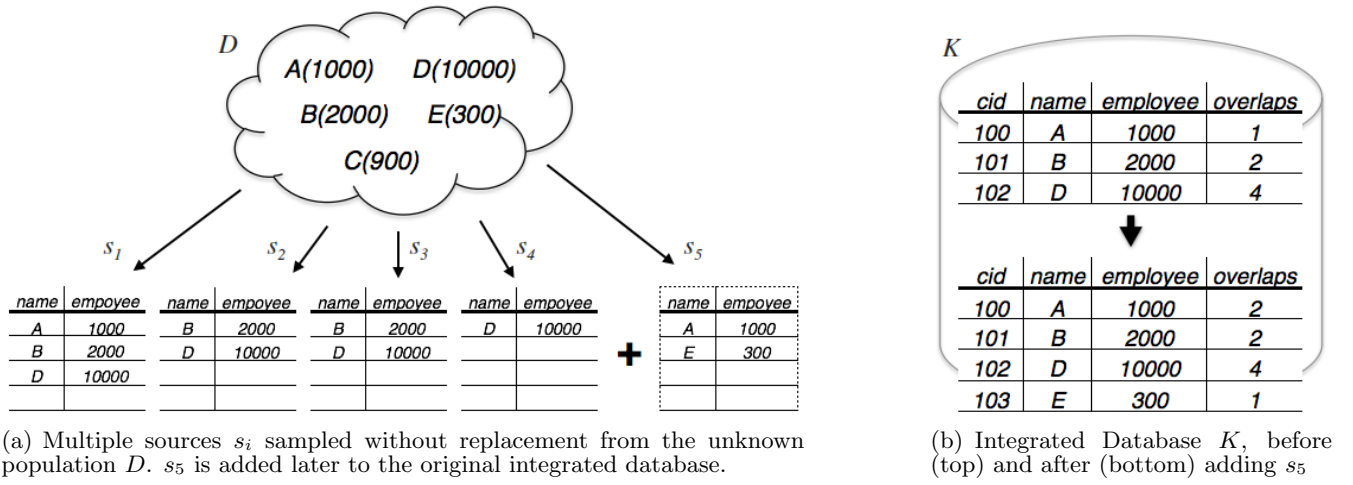 D
A(1000) D(10000)
B(2000) E(300)
C(900)
s1 s2 s3 s4 s5
name empoyee
A 1000
B 2000
D 10000
name empoyee
B 2000
D 10000
name empoyee
B 2000
D 10000
name empoyee
D 10000
+
name empoyee
A 1000
E 300
(a) Multiple sources si sampled without replacement from the unknown
population D. s5 is added later to the original integrated database.
K
cid name employee overlaps
100 A 1000 1
101 B 2000 2
102 D 10000 4
cid name employee overlaps
100 A 1000 2
101 B 2000 2
102 D 10000 4
103 E 300 1
(b) Integrated Database K, before
(top) and after (bottom) adding s5